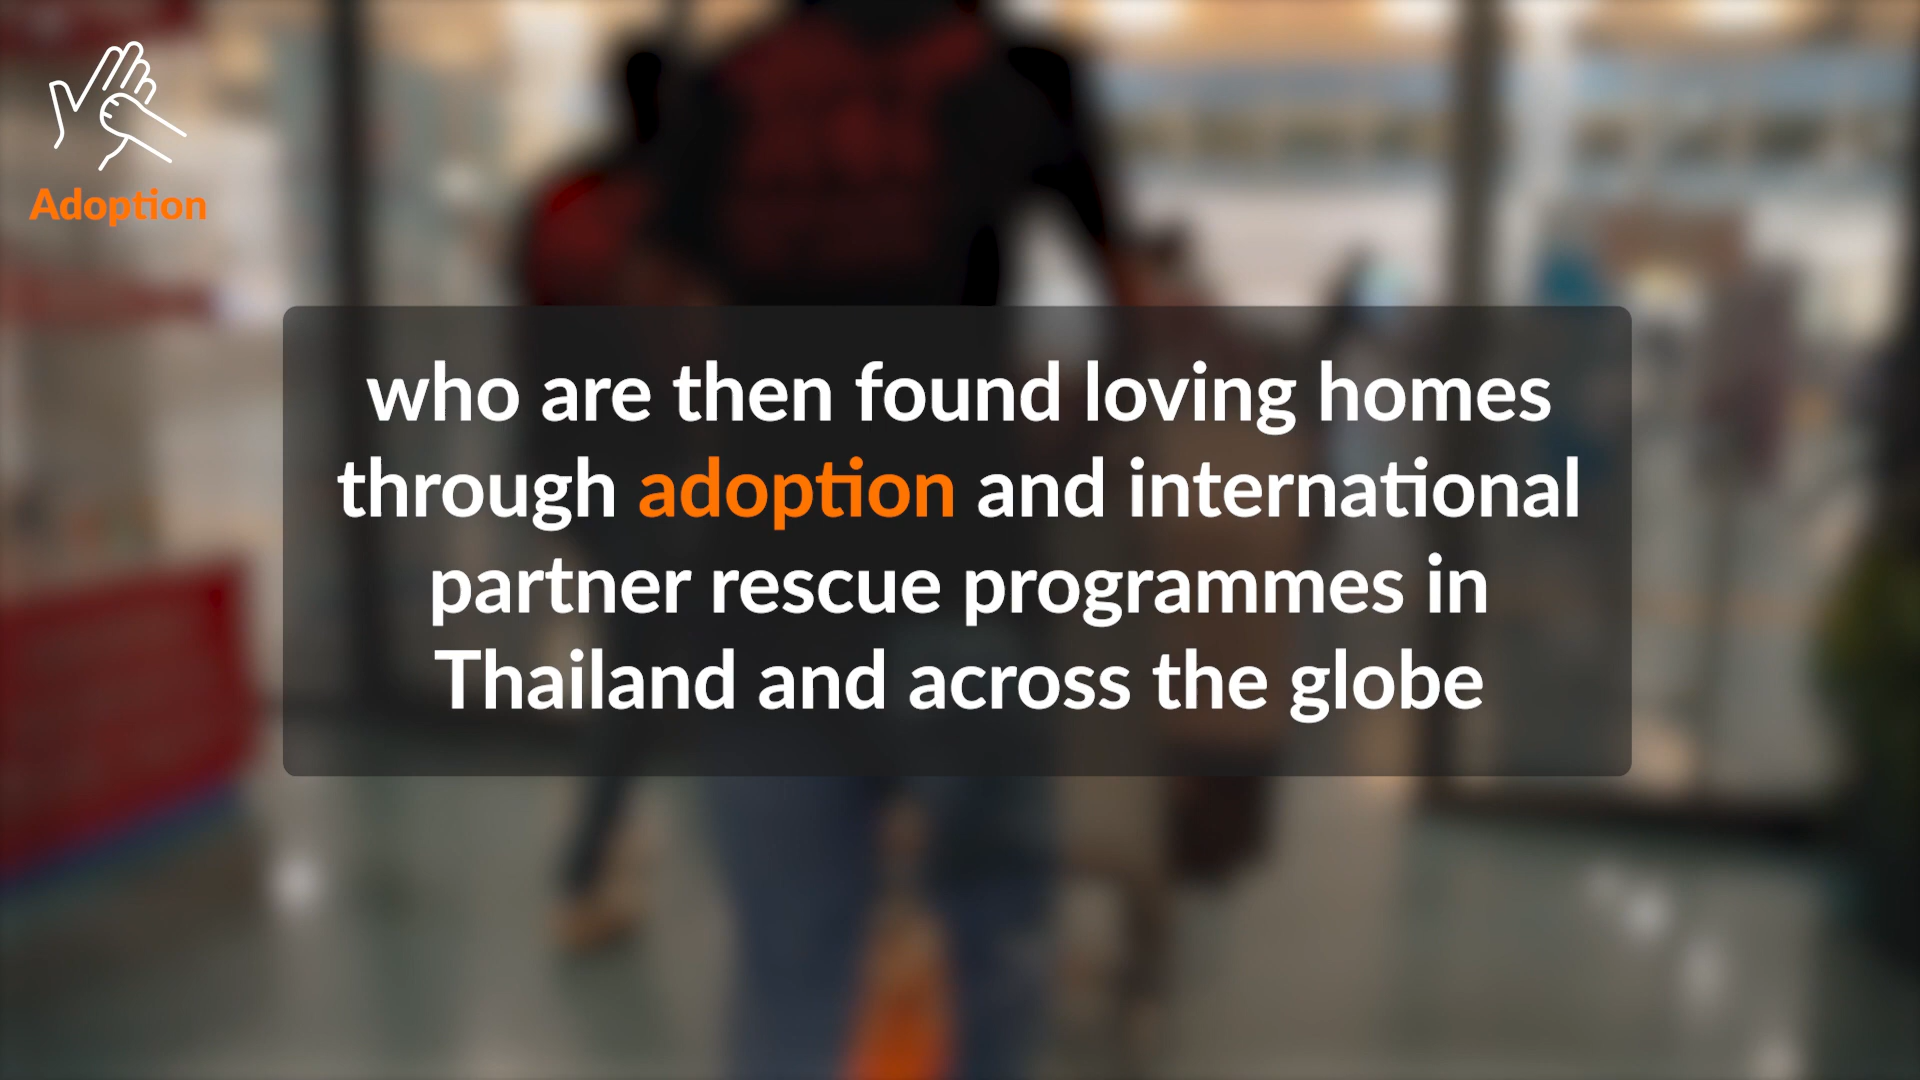 Adoption
who are then found loving homes
through adoption and international
partner rescue programmes in
Thailand and across the globe